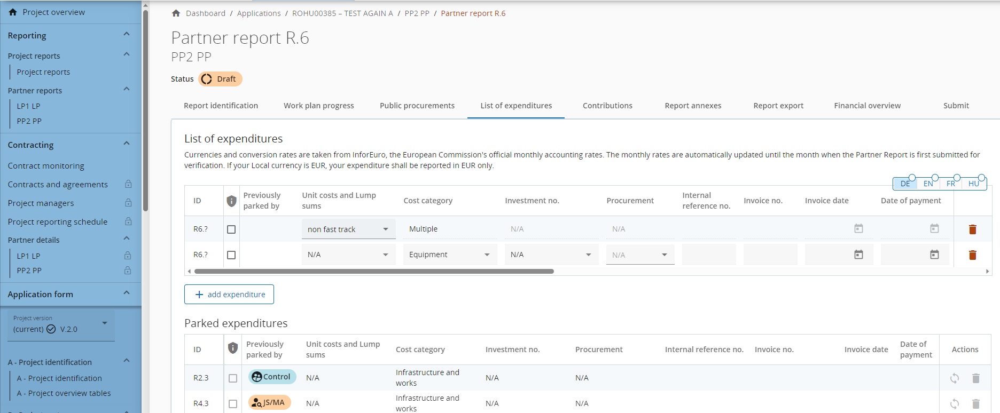 Project overview
Reporting
Project reports
Project reports
Partner reports
LP1 LP
PP2 PP
Contracting
Contract monitoring
Contracts and agreements
Project managers
Project reporting schedule
Partner details
LP1 LP
PP2 PP
Application form
Project version
(current) V.2.0
A - Project identification
A - Project identification
A - Project overview tables
Dashboard / Applications / ROHU00385 – TEST AGAIN A / PP2 PP / Partner report R.6
Partner report R.6
PP2 PP
Status Draft
Report identification Work plan progress Public procurements List of expenditures Contributions Report annexes Report export Financial overview Submit
List of expenditures
Currencies and conversion rates are taken from InforEuro, the European Commission's official monthly accounting rates. The monthly rates are automatically updated until the month when the Partner Report is first submitted for
verification. If your Local currency is EUR, your expenditure shall be reported in EUR only.
DE EN FR HU
ID Previously parked by Unit costs and Lump sums Cost category Investment no. Procurement Internal reference no. Invoice no. Invoice date Date of payment
R6.? non fast track Multiple N/A N/A
R6.? N/A Equipment N/A N/A
+ add expenditure
Parked expenditures
ID Previously parked by Unit costs and Lump sums Cost category Investment no. Procurement Internal reference no. Invoice no. Invoice date Date of payment Actions
R2.3 Control N/A Infrastructure and works N/A N/A
R4.3 JS/MA N/A Infrastructure and works N/A N/A